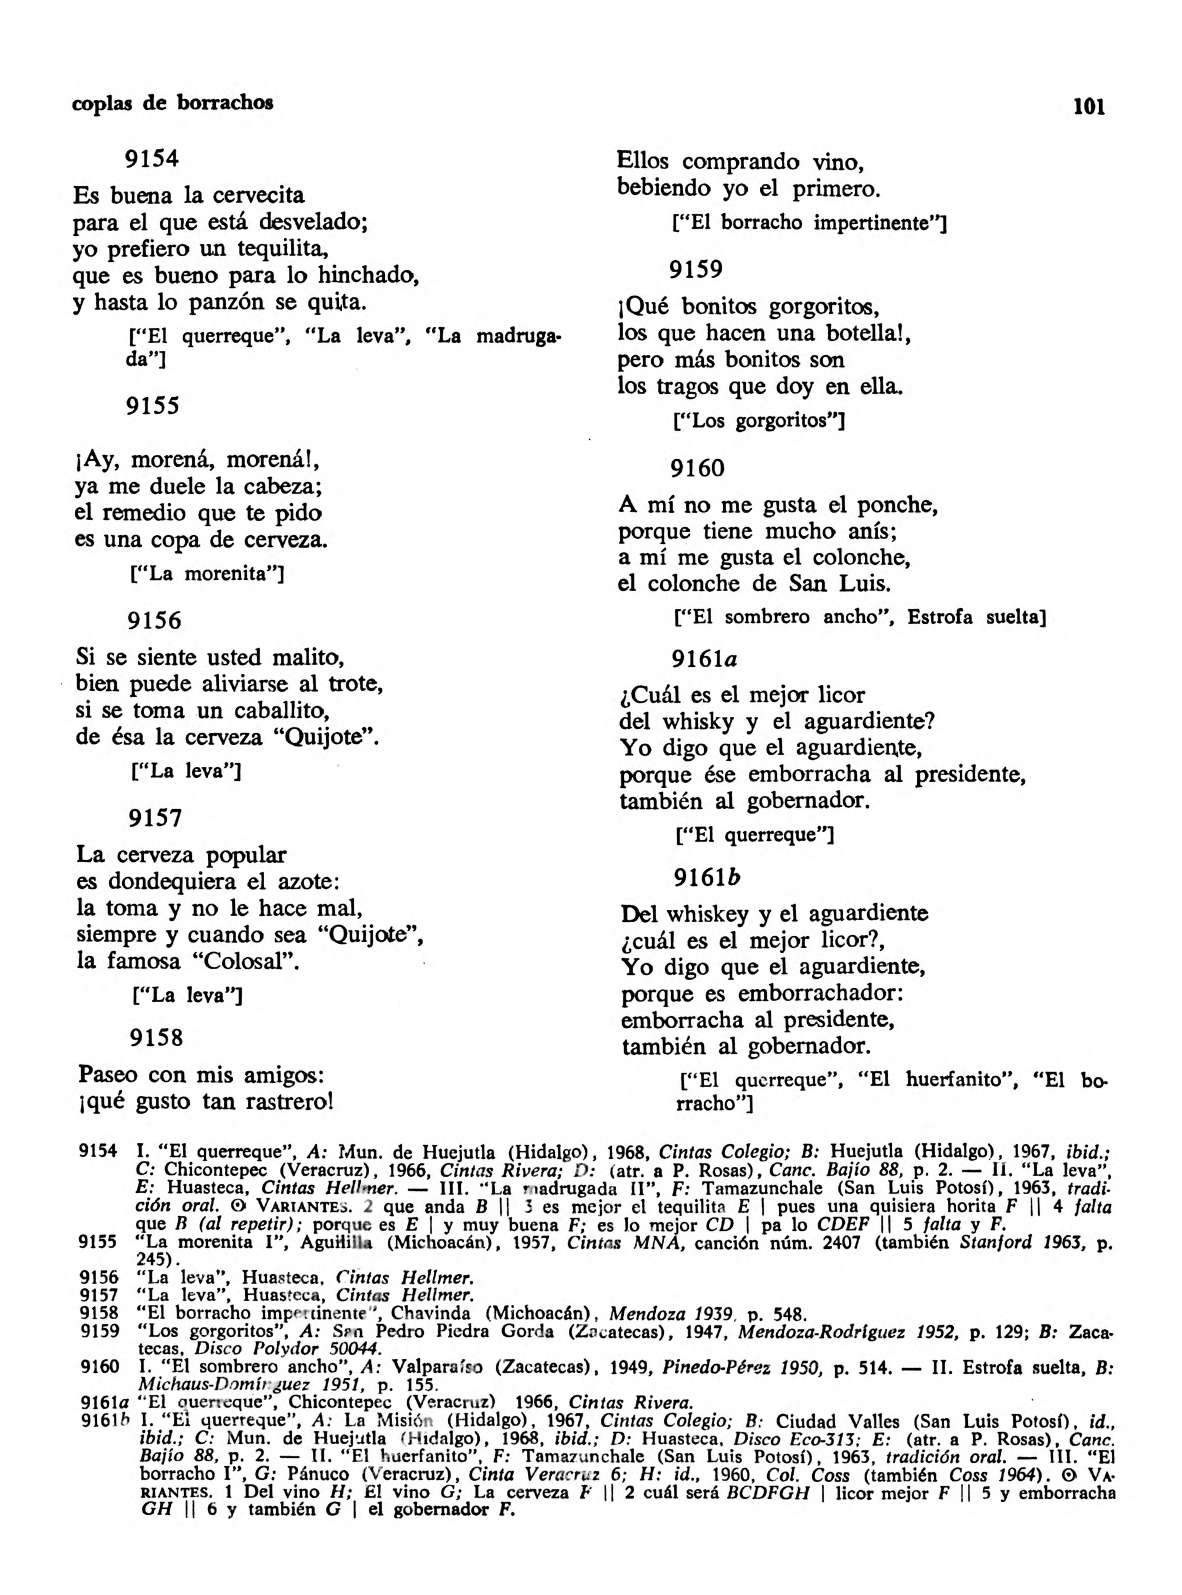 coplas de borrachos
101
9154
Es buena la cervecita
para el que está desvelado;
yo prefiero un tequilita,
que es bueno para lo hinchado,
y hasta lo panzón se quita.
["El querreque", "La leva", "La madruga-
da"]
9155
¡Ay, morená, morená!,
ya me duele la cabeza;
el remedio que te pido
es una copa de cerveza.
["La morenita"]
9156
Si se siente usted malito,
bien puede aliviarse al trote,
si se toma un caballito,
de ésa la cerveza "Quijote".
["La leva"]
9157
La cerveza popular
es dondequiera el azote:
la toma y no le hace mal,
siempre y cuando sea "Quijote",
la famosa "Colosal".
["La leva"]
9158
Paseo con mis amigos:
¡qué gusto tan rastrero!
Ellos comprando vino,
bebiendo yo el primero.
["El borracho impertinente"]
9159
¡Qué bonitos gorgoritos,
los que hacen una botella!,
pero más bonitos son
los tragos que doy en ella.
["Los gorgoritos"]
9160
A mí no me gusta el ponche,
porque tiene mucho anís;
a mí me gusta el colonche,
el colonche de San Luis.
["El sombrero ancho", Estrofa suelta]
9161a
¿Cuál es el mejor licor
del whisky y el aguardiente?
Yo digo que el aguardiente,
porque ése emborracha al presidente,
también al gobernador.
["El querreque"]
9161b
Del whiskey y el aguardiente
¿cuál es el mejor licor?,
Yo digo que el aguardiente,
porque es emborrachador:
emborracha al presidente,
también al gobernador.
["El querreque", "El huerfanito", "El bo-
rracho"]
9154 I. "El querreque", A: Mun. de Huejutla (Hidalgo), 1968, Cintas Colegio; B: Huejutla (Hidalgo), 1967, ibid.;
C: Chicontepec (Veracruz), 1966, Cintas Rivera; D: (atr. a P. Rosas), Canc. Bajío 88, p. 2. — II. "La leva",
E: Huasteca, Cintas Hellmer. — III. "La madrugada II", F: Tamazunchale (San Luis Potosí), 1963, tradi-
ción oral. ⊙ VARIANTES. 2 que anda B || 3 es mejor el tequilita E | pues una quisiera horita F || 4 falta
que B (al repetir); porque es E | y muy buena F; es lo mejor CD | pa lo CDEF || 5 falta y F.
9155 "La morenita I", Aguililla (Michoacán), 1957, Cintas MNA, canción núm. 2407 (también Stanford 1963, p.
245).
9156 "La leva", Huasteca, Cintas Hellmer.
9157 "La leva", Huasteca, Cintas Hellmer.
9158 "El borracho impertinente", Chavinda (Michoacán), Mendoza 1939, p. 548.
9159 "Los gorgoritos", A: San Pedro Piedra Gorda (Zacatecas), 1947, Mendoza-Rodríguez 1952, p. 129; B: Zaca-
tecas, Disco Polydor 50044.
9160 I. "El sombrero ancho", A: Valparaíso (Zacatecas), 1949, Pinedo-Pérez 1950, p. 514. — II. Estrofa suelta, B:
Michaus-Domínguez 1951, p. 155.
9161a "El querreque", Chicontepec (Veracruz) 1966, Cintas Rivera.
9161b I. "El querreque", A: La Misión (Hidalgo), 1967, Cintas Colegio; B: Ciudad Valles (San Luis Potosí), id.,
ibid.; C: Mun. de Huejutla (Hidalgo), 1968, ibid.; D: Huasteca, Disco Eco-313; E: (atr. a P. Rosas), Canc.
Bajío 88, p. 2. — II. "El huerfanito", F: Tamazunchale (San Luis Potosí), 1963, tradición oral. — III. "El
borracho I", G: Pánuco (Veracruz), Cinta Veracruz 6; H: id., 1960, Col. Coss (también Coss 1964). ⊙ VA-
RIANTES. 1 Del vino H; El vino G; La cerveza F || 2 cuál será BCDFGH | licor mejor F || 5 y emborracha
GH || 6 y también G | el gobernador F.